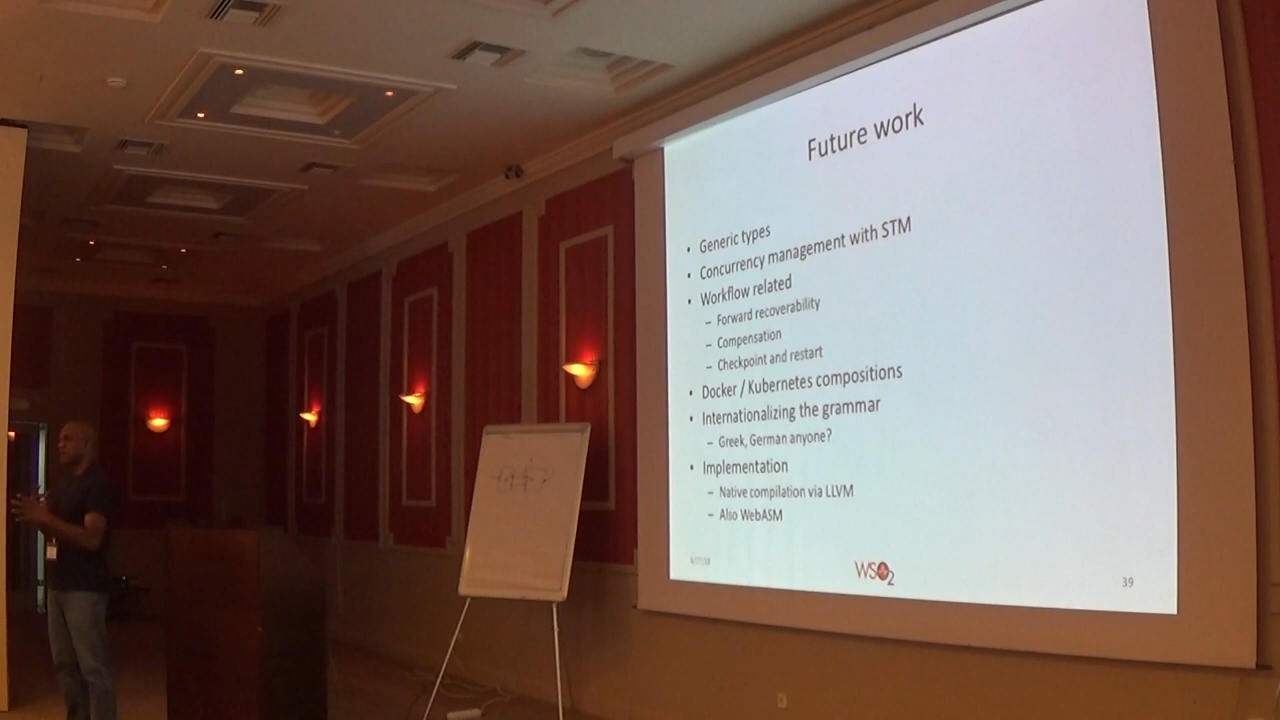 Future work
• Generic types
• Concurrency management with STM
• Workflow related
– Forward recoverability
– Compensation
– Checkpoint and restart
• Docker / Kubernetes compositions
• Internationalizing the grammar
– Greek, German anyone?
• Implementation
– Native compilation via LLVM
– Also WebASM
WSO2
39